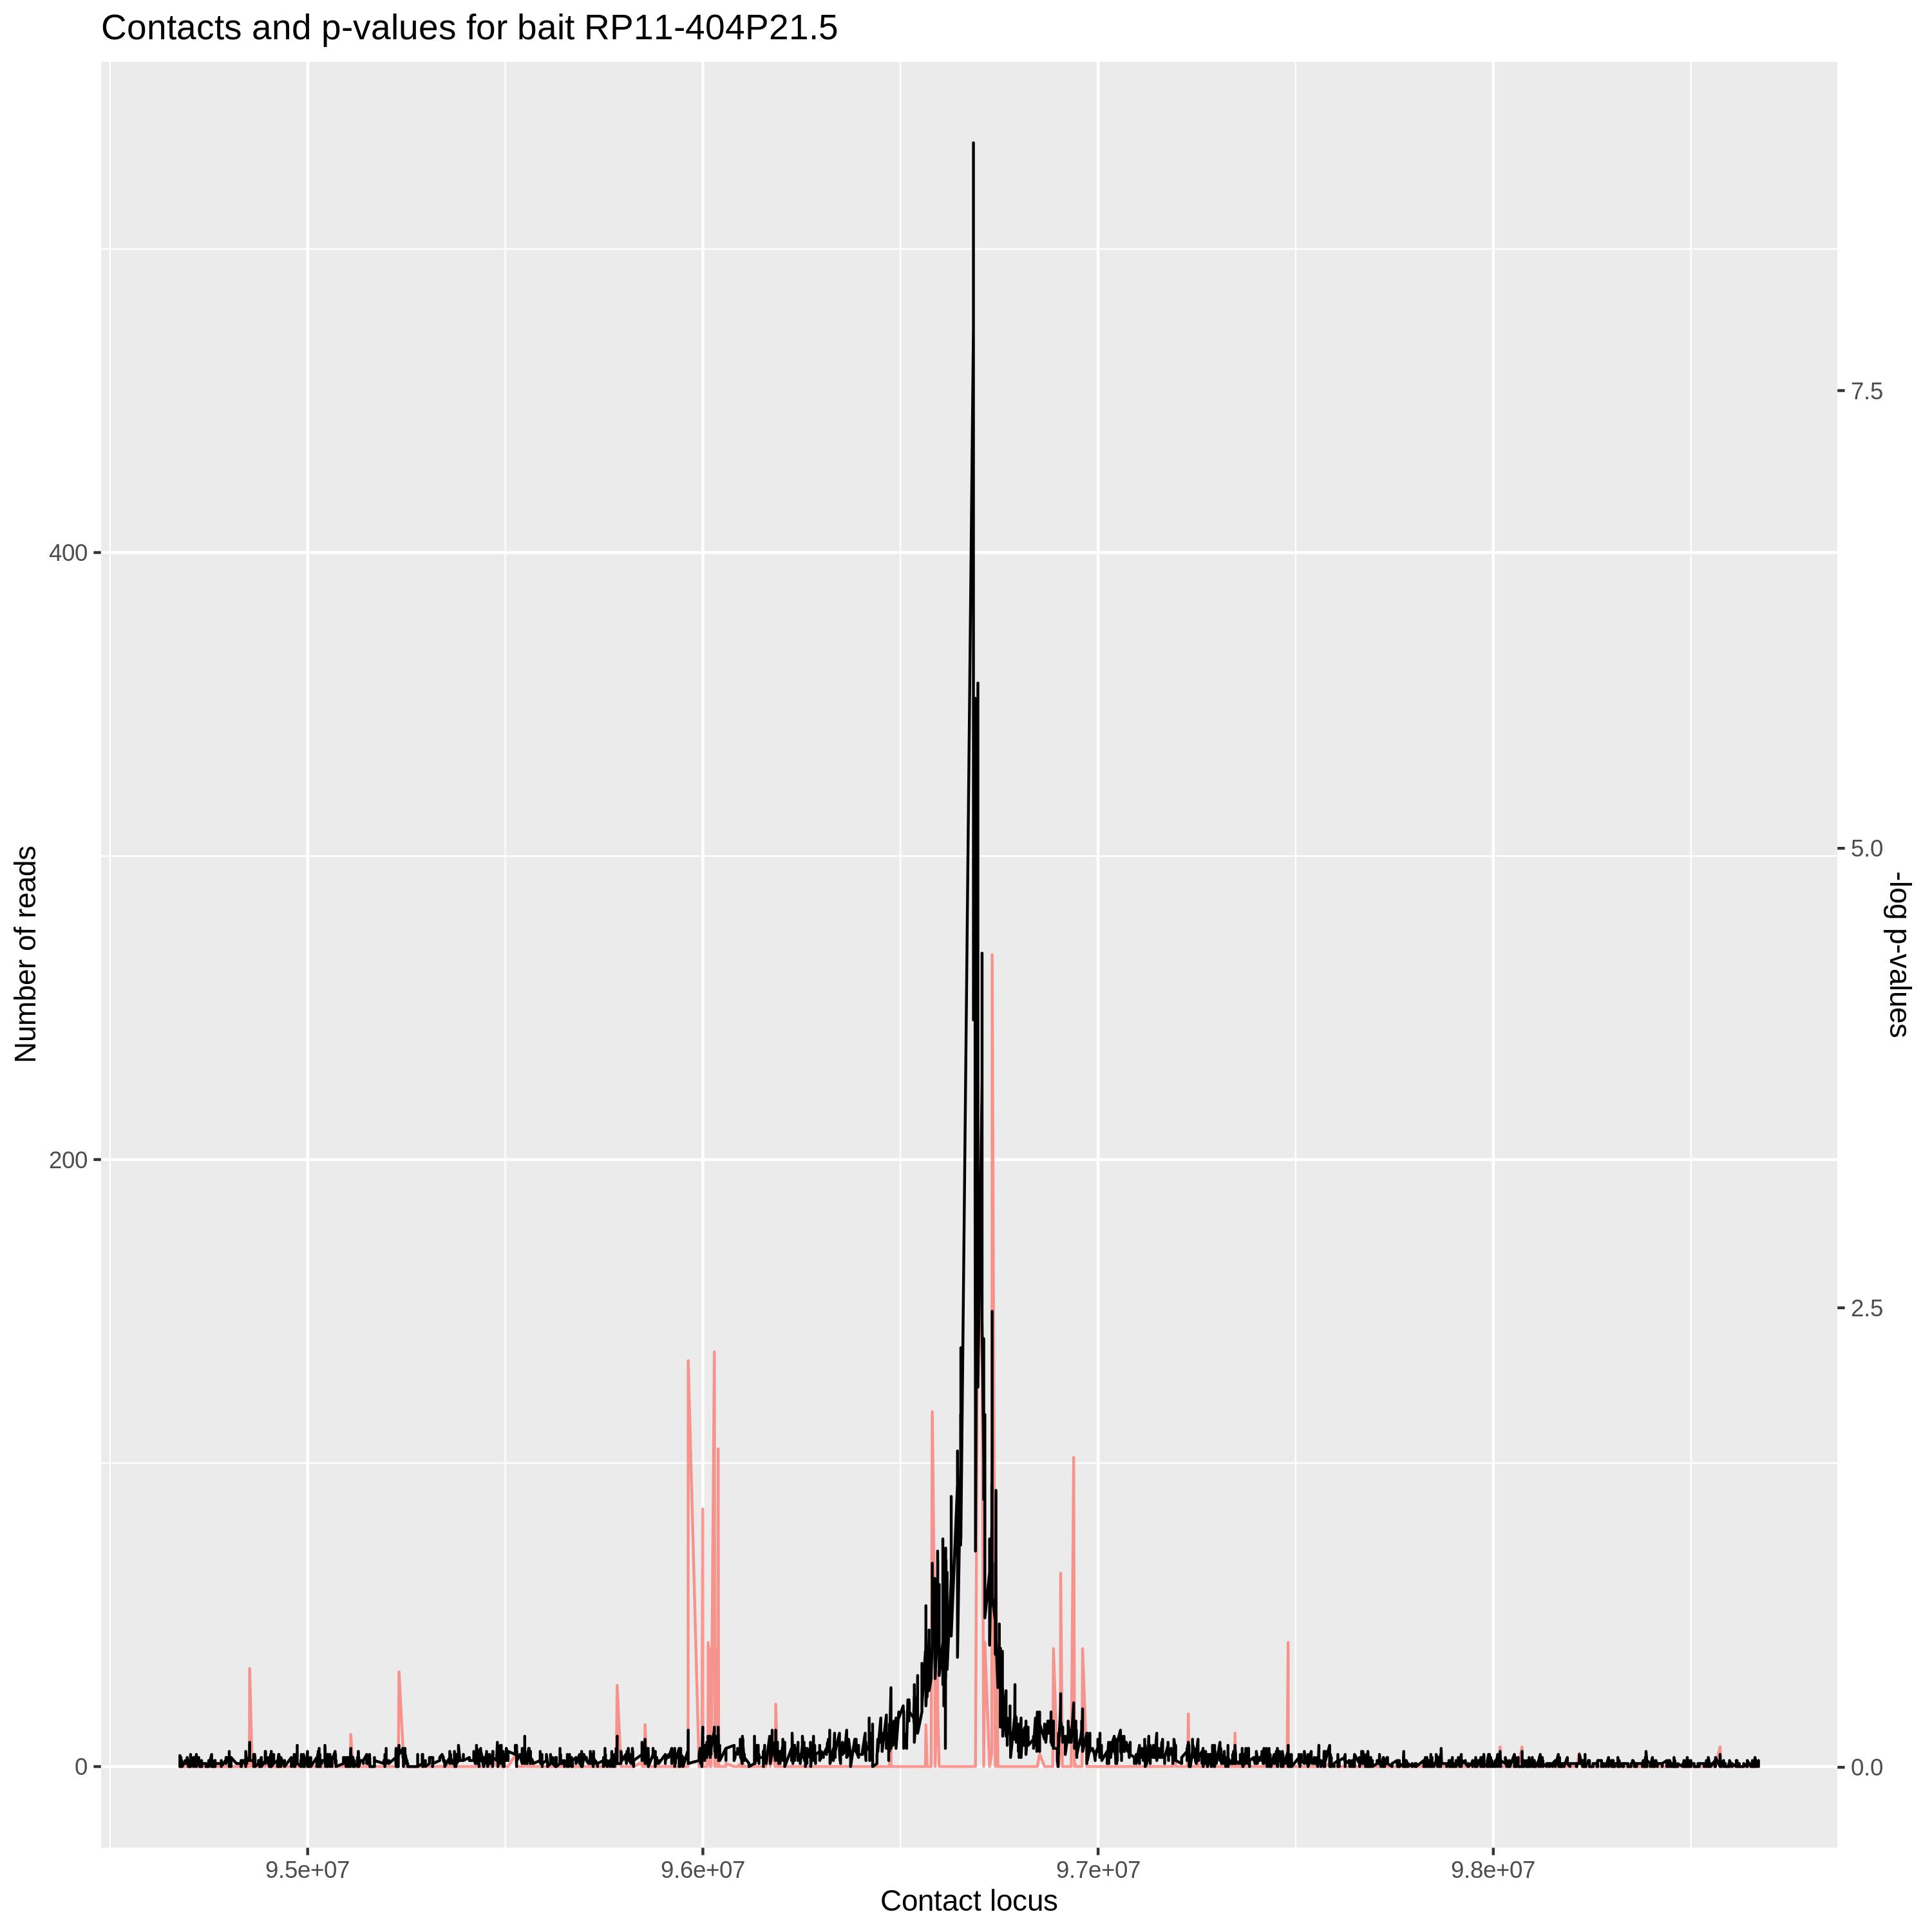 Contacts and p-values for bait RP11-404P21.5
Number of reads
400
200
0
7.5
5.0
2.5
0.0
-log p-values
9.5e+07
9.6e+07
9.7e+07
9.8e+07
Contact locus